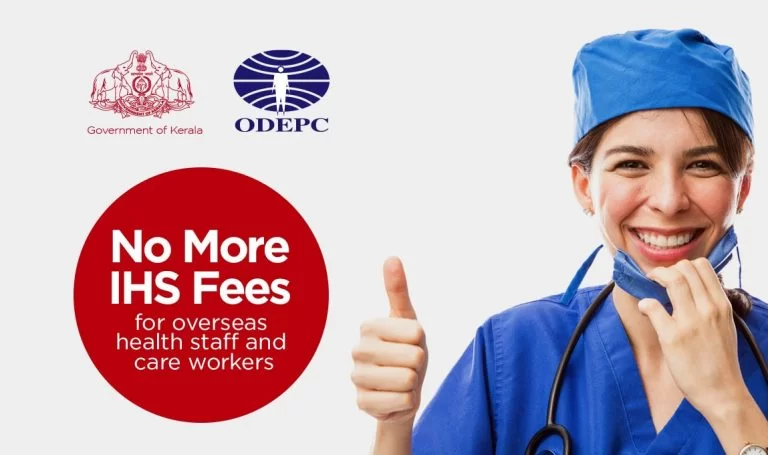 Government of Kerala
ODEPC
No More
IHS Fees
for overseas
health staff and
care workers